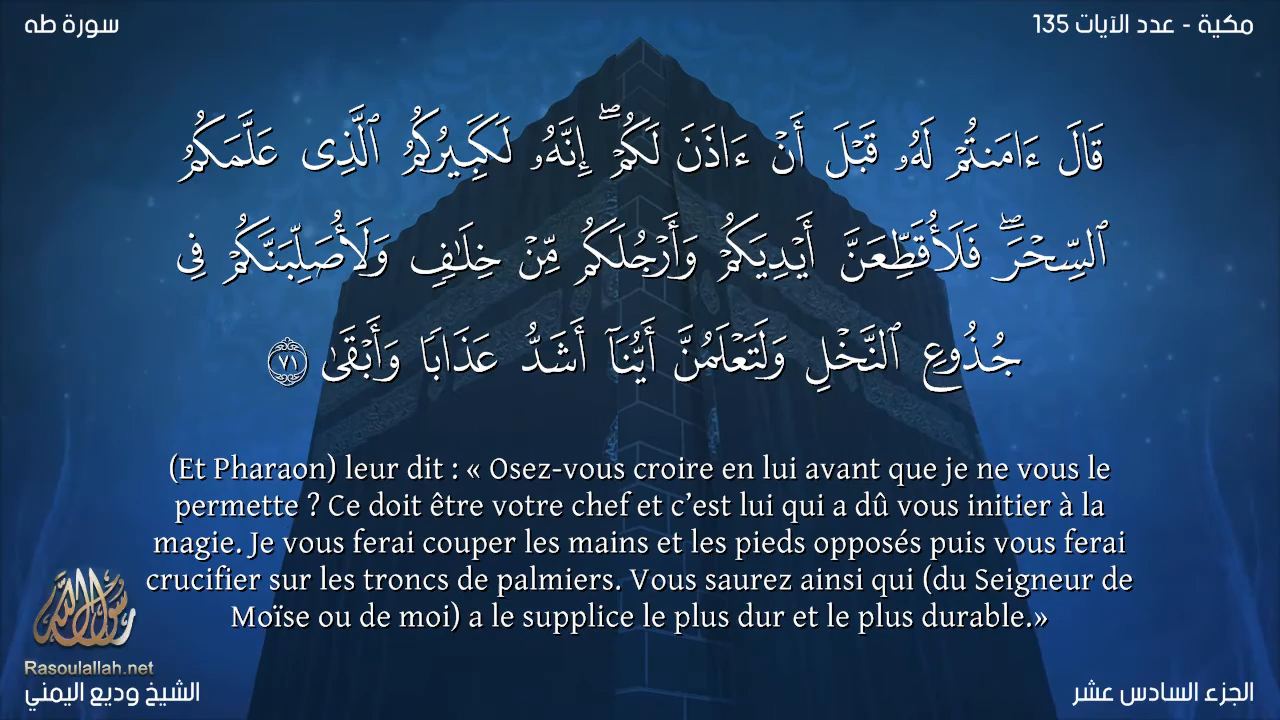 سورة طه
مكية - عدد الآيات 135
قَالَ ءَامَنتُمْ لَهُۥ قَبْلَ أَنْ ءَاذَنَ لَكُمْ ۖ إِنَّهُۥ لَكَبِيرُكُمُ ٱلَّذِى عَلَّمَكُمُ
ٱلسِّحْرَ ۖ فَلَأُقَطِّعَنَّ أَيْدِيَكُمْ وَأَرْجُلَكُم مِّنْ خِلَـٰفٍ وَلَأُصَلِّبَنَّكُمْ فِى
جُذُوعِ ٱلنَّخْلِ وَلَتَعْلَمُنَّ أَيُّنَآ أَشَدُّ عَذَابًا وَأَبْقَىٰ ٧١
(Et Pharaon) leur dit : « Osez-vous croire en lui avant que je ne vous le
permette ? Ce doit être votre chef et c’est lui qui a dû vous initier à la
magie. Je vous ferai couper les mains et les pieds opposés puis vous ferai
crucifier sur les troncs de palmiers. Vous saurez ainsi qui (du Seigneur de
Moïse ou de moi) a le supplice le plus dur et le plus durable.»
رسول الله
Rasoulallah.net
الشيخ وديع اليمني
الجزء السادس عشر